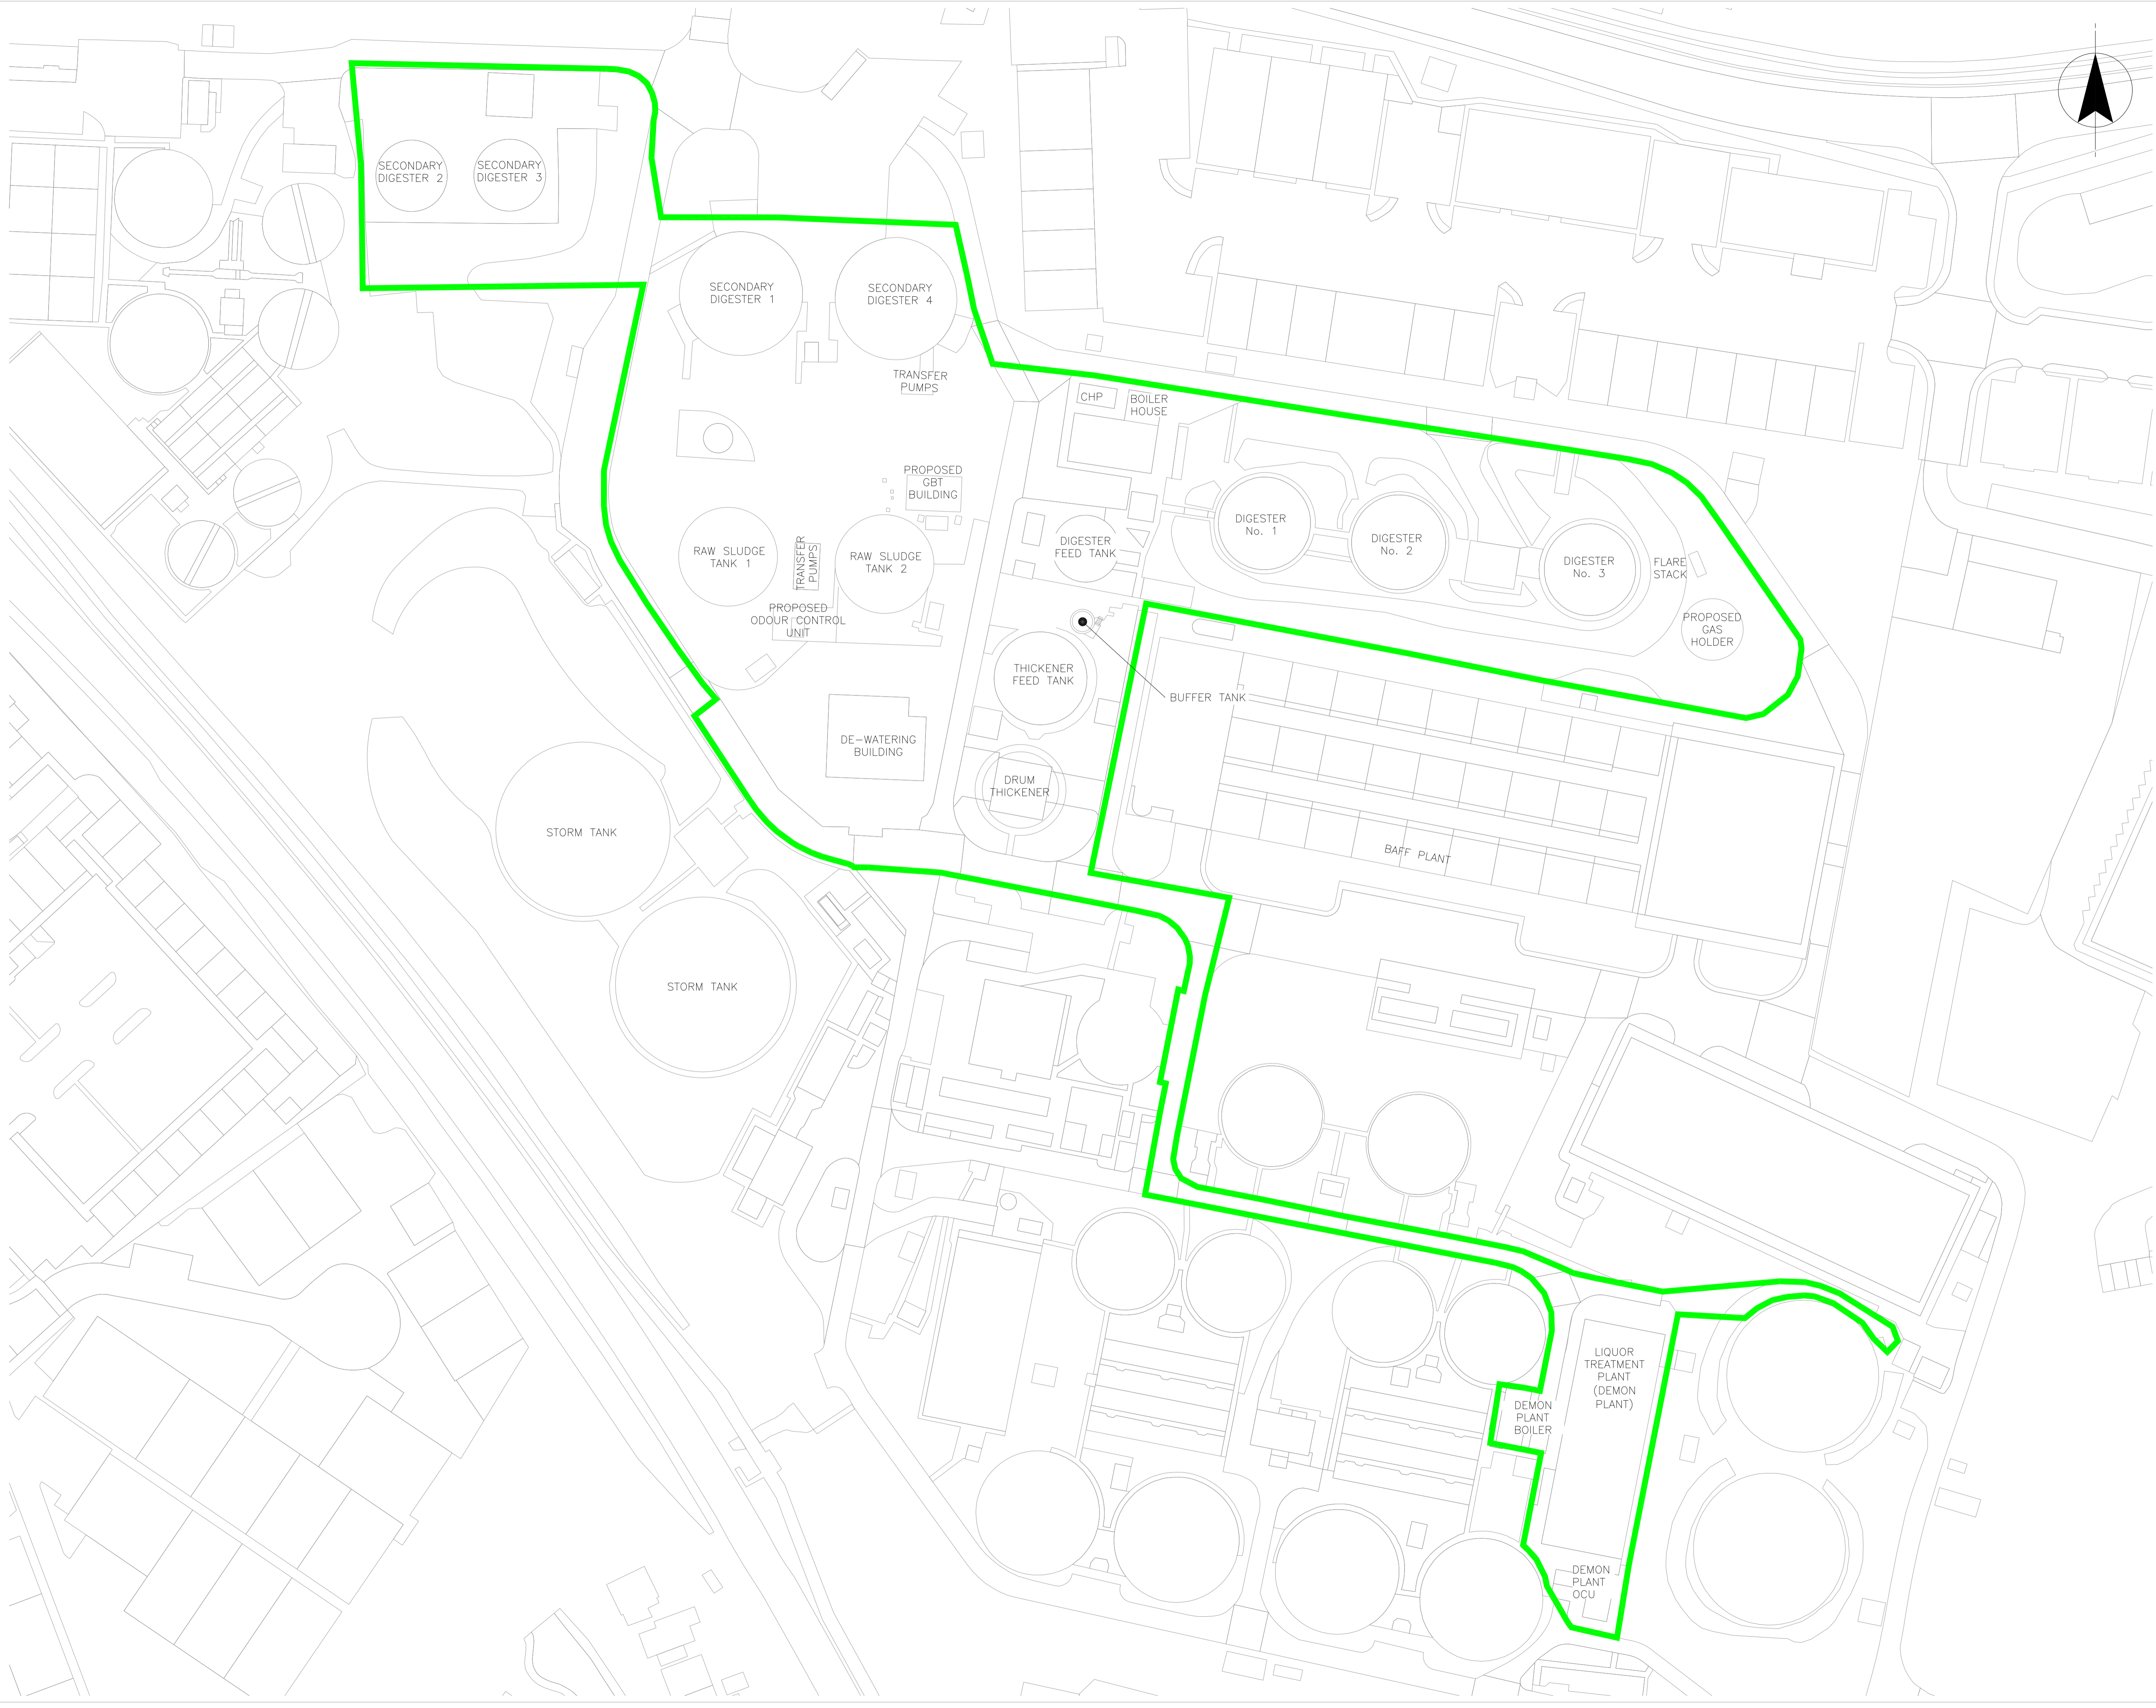 SECONDARY
DIGESTER 2
SECONDARY
DIGESTER 3
SECONDARY
DIGESTER 1
SECONDARY
DIGESTER 4
TRANSFER
PUMPS
CHP
BOILER
HOUSE
PROPOSED
GBT
BUILDING
RAW SLUDGE
TANK 1
TRANSFER
PUMPS
RAW SLUDGE
TANK 2
DIGESTER
FEED TANK
DIGESTER
No. 1
DIGESTER
No. 2
DIGESTER
No. 3
FLARE
STACK
PROPOSED
GAS
HOLDER
PROPOSED
ODOUR CONTROL
UNIT
THICKENER
FEED TANK
BUFFER TANK
DE-WATERING
BUILDING
DRUM
THICKENER
STORM TANK
BAFF PLANT
STORM TANK
LIQUOR
TREATMENT
PLANT
(DEMON
PLANT)
DEMON
PLANT
BOILER
DEMON
PLANT
OCU